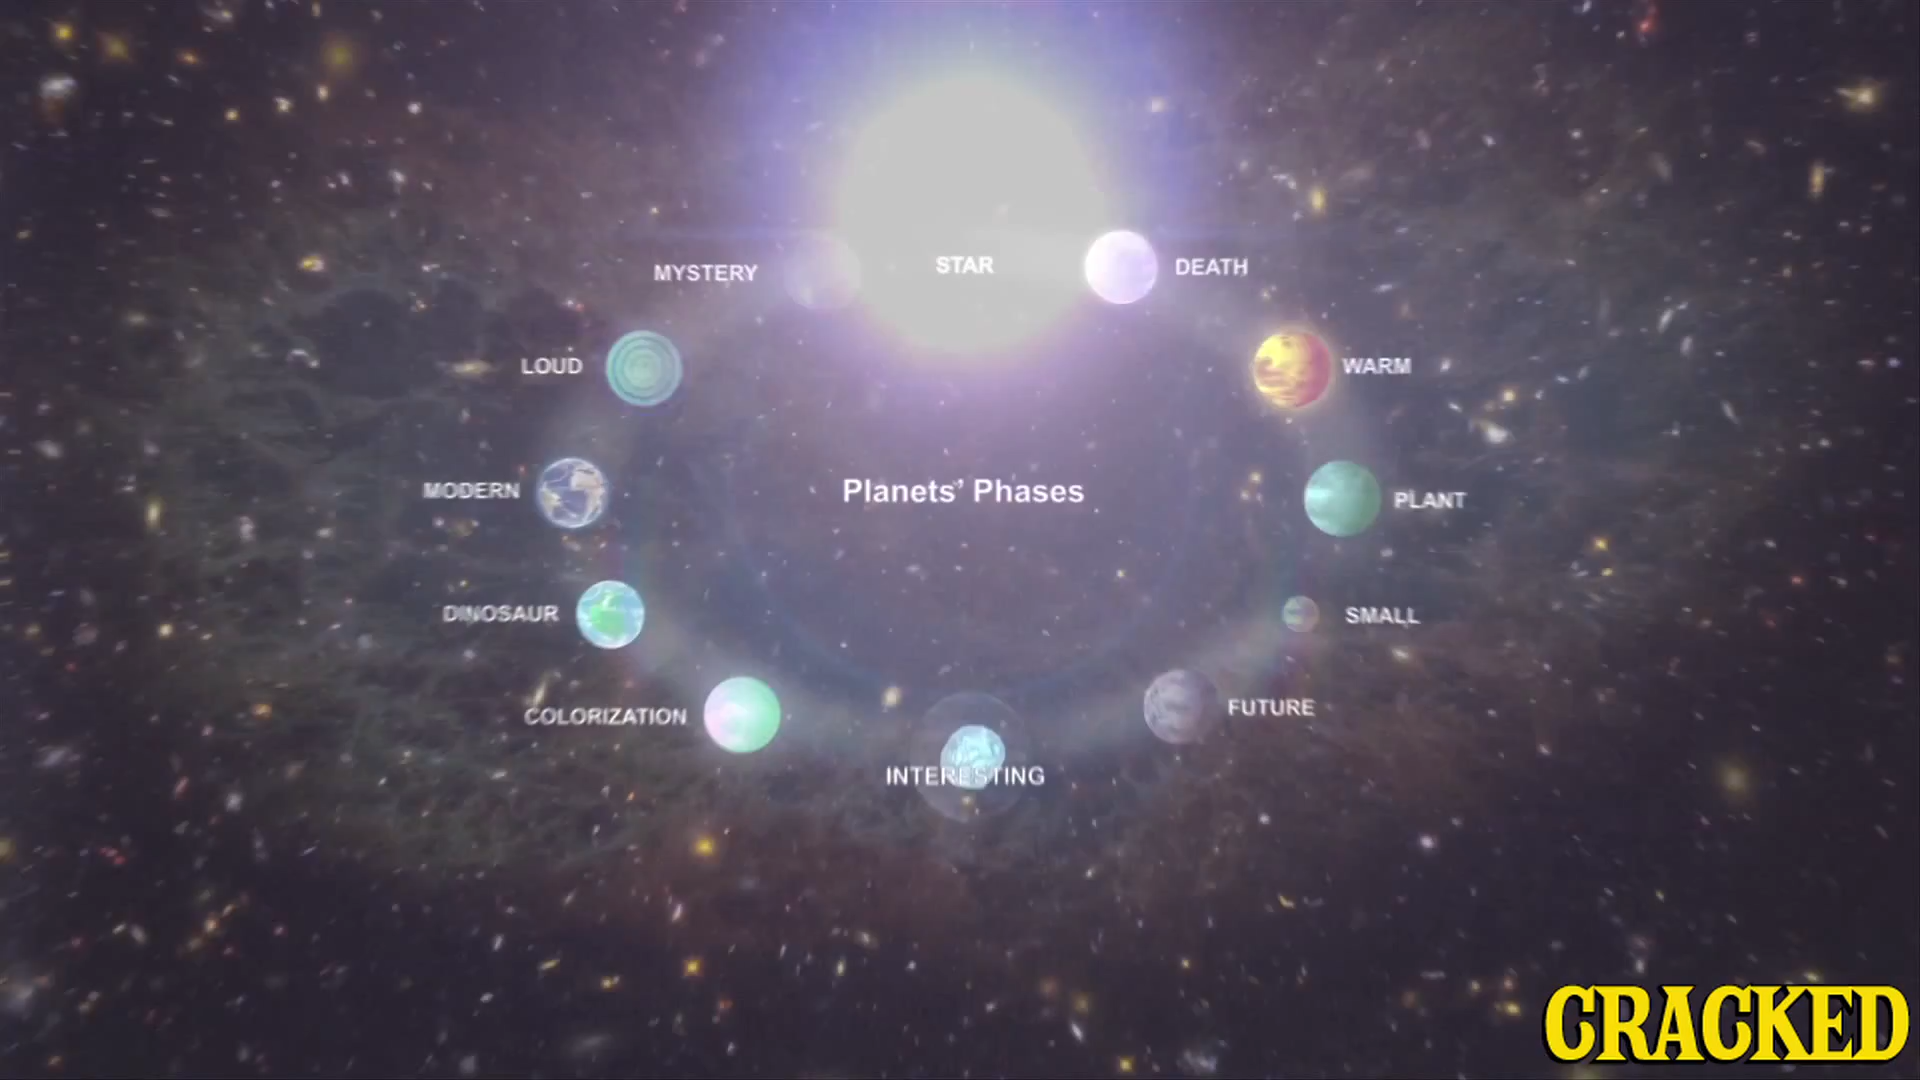 STAR
MYSTERY
DEATH
LOUD
WARM
MODERN
Planets’ Phases
PLANT
DINOSAUR
SMALL
COLORIZATION
FUTURE
INTERESTING
CRACKED